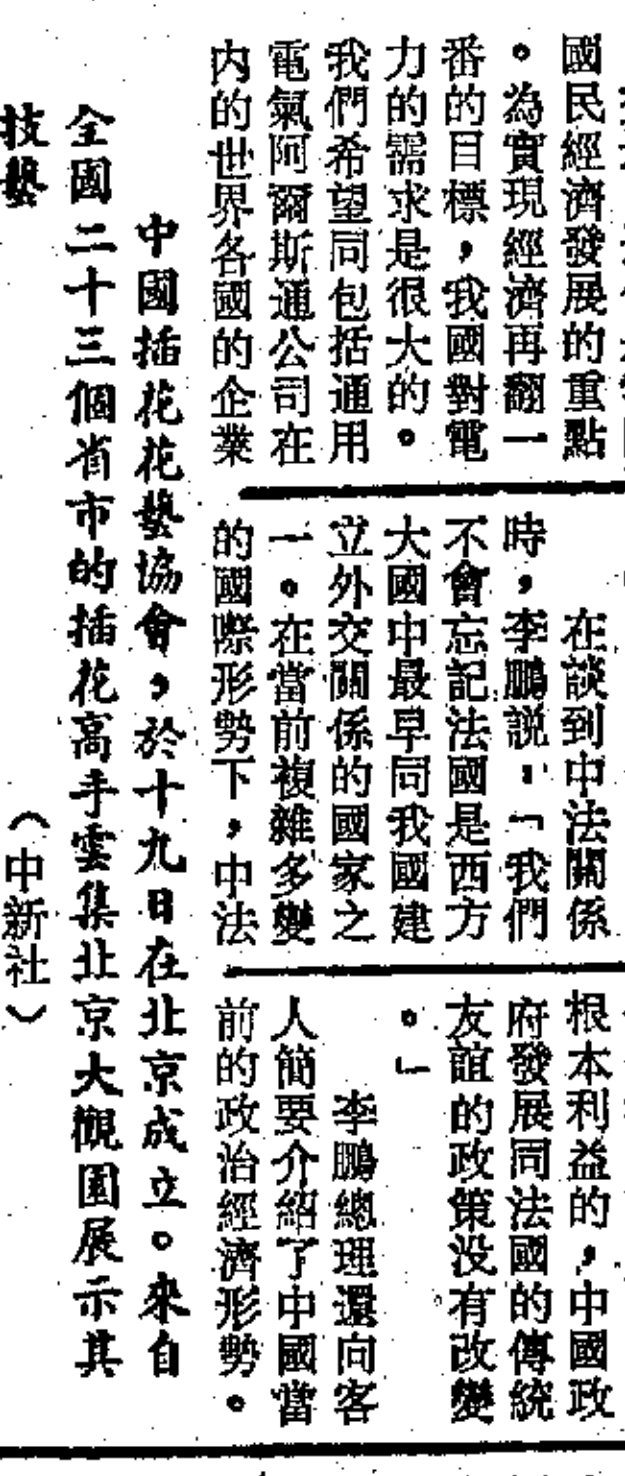 國民經濟發展的重點
。為實現經濟再翻一
番的目標，我國對電
力的需求是很大的。
我們希望同包括通用
電氣阿爾斯通公司在
内的世界各國的企業
在談到中法關係
時，李鵬説：「我們
不會忘記法國是西方
大國中最早同我國建
立外交關係的國家之
一。在當前複雜多變
的國際形勢下，中法
根本利益的，中國政
府發展同法國的傳統
友誼的政策没有改變
。」
李鵬總理還向客
人簡要介紹了中國當
前的政治經濟形勢。
中國插花花藝協會，於十九日在北京成立。來自
全國二十三個省市的插花高手雲集北京大觀園展示其
技藝
（中新社）